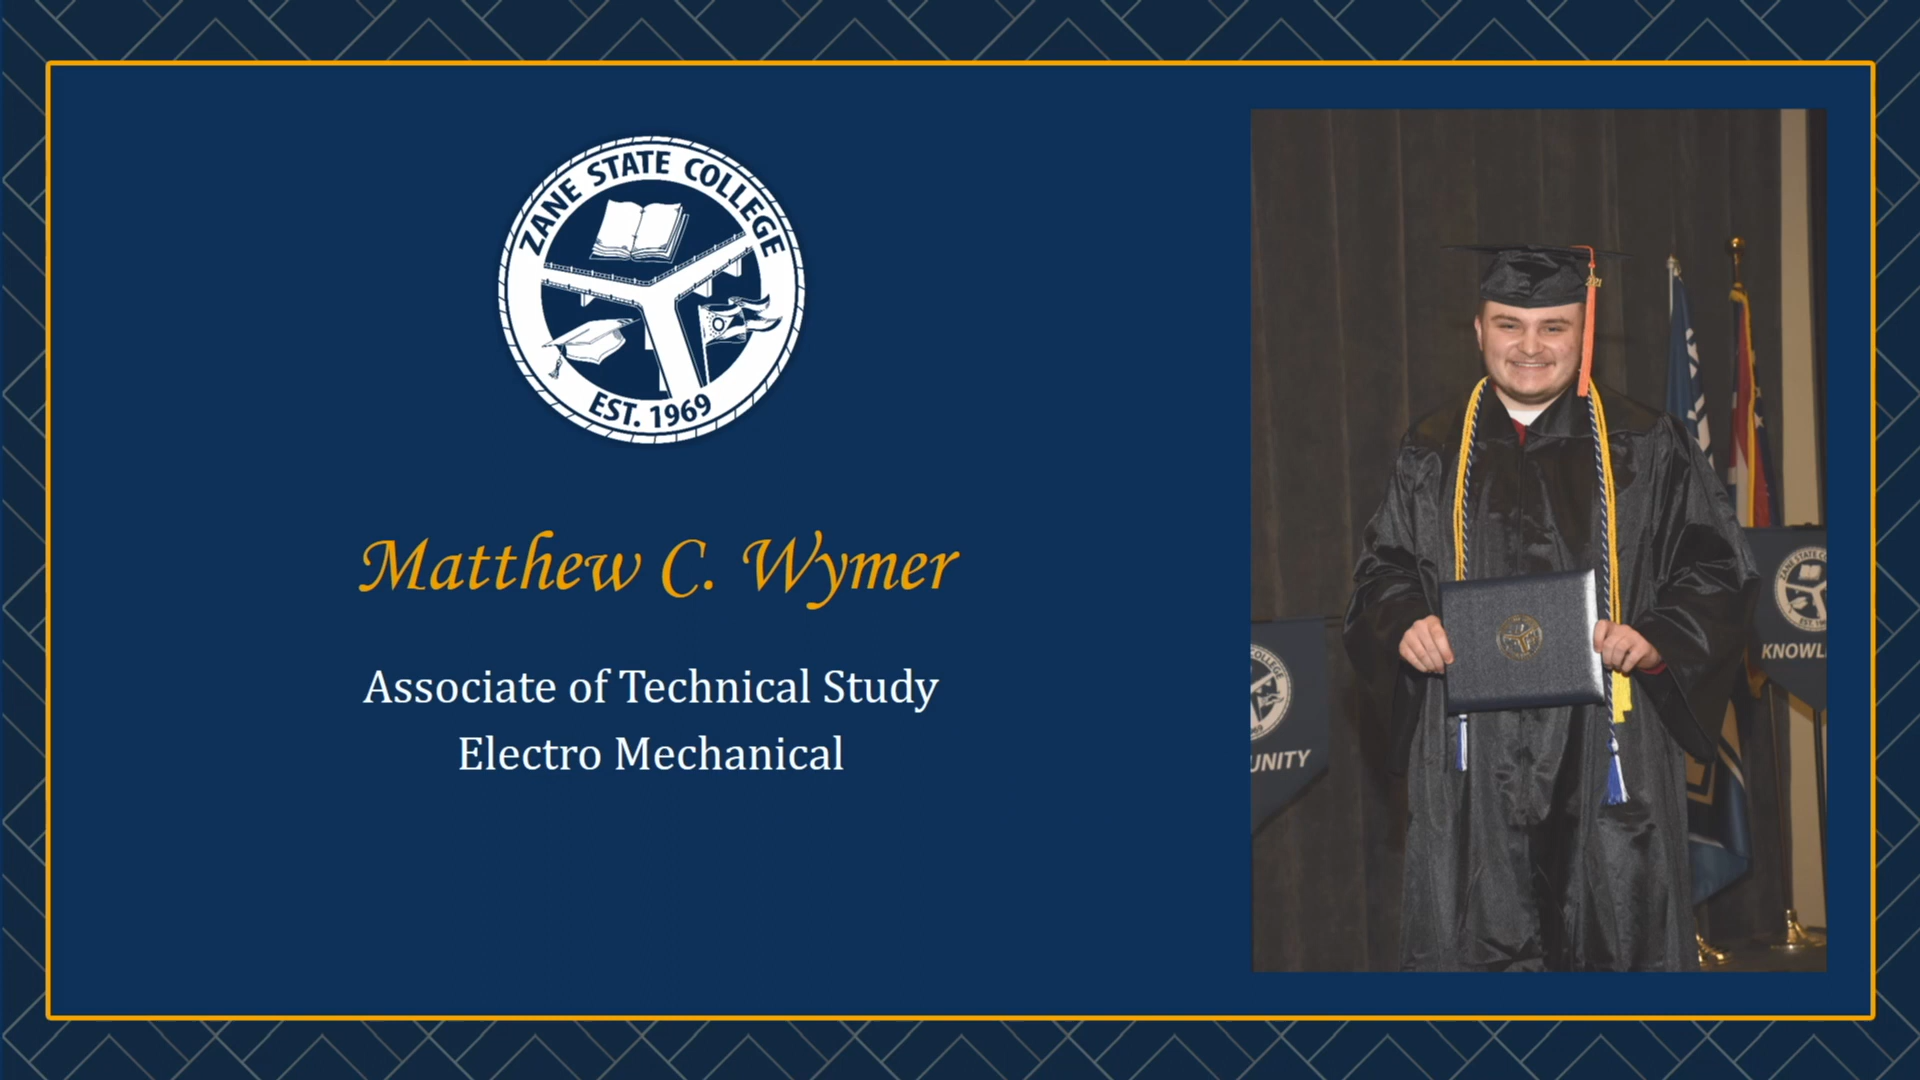 ZANE STATE COLLEGE
EST. 1969
Matthew C. Wymer
Associate of Technical Study
Electro Mechanical
UNITY
KNOWL